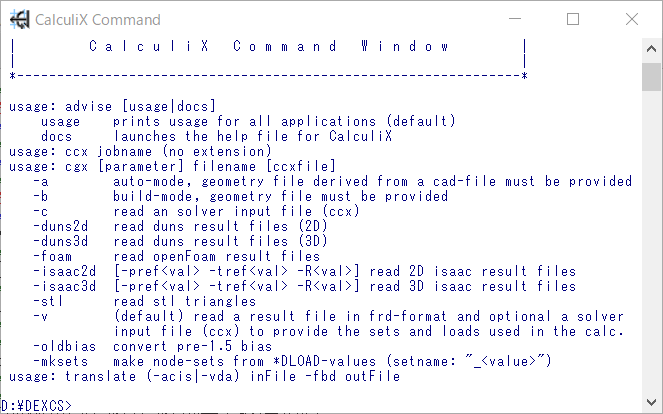 CalculiX Command
|          C a l c u l i X   C o m m a n d   W i n d o w          |
|                                                                 |
*-----------------------------------------------------------------*
usage: advise [usage|docs]
    usage    prints usage for all applications (default)
    docs     launches the help file for CalculiX
usage: ccx jobname (no extension)
usage: cgx [parameter] filename [ccxfile]
   -a        auto-mode, geometry file derived from a cad-file must be provided
   -b        build-mode, geometry file must be provided
   -c        read an solver input file (ccx)
   -duns2d   read duns result files (2D)
   -duns3d   read duns result files (3D)
   -foam     read openFoam result files
   -isaac2d  [-pref<val> -tref<val> -R<val>] read 2D isaac result files
   -isaac3d  [-pref<val> -tref<val> -R<val>] read 3D isaac result files
   -stl      read stl triangles
   -v        (default) read a result file in frd-format and optional a solver
             input file (ccx) to provide the sets and loads used in the calc.
   -oldbias  convert pre-1.5 bias
   -mksets   make node-sets from *DLOAD-values (setname: "_<value>")
usage: translate (-acis|-vda) inFile -fbd outFile
D:¥DEXCS>